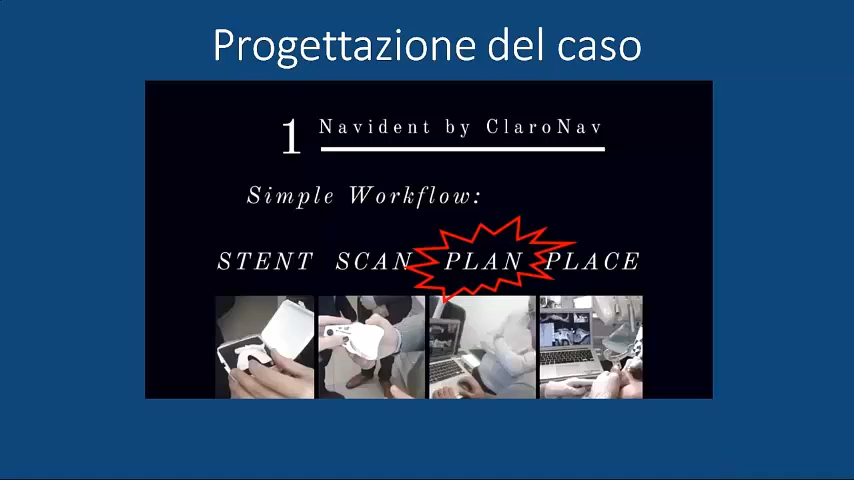 Progettazione del caso
1 Navident by ClaroNav
Simple Workflow:
STENT SCAN PLAN PLACE